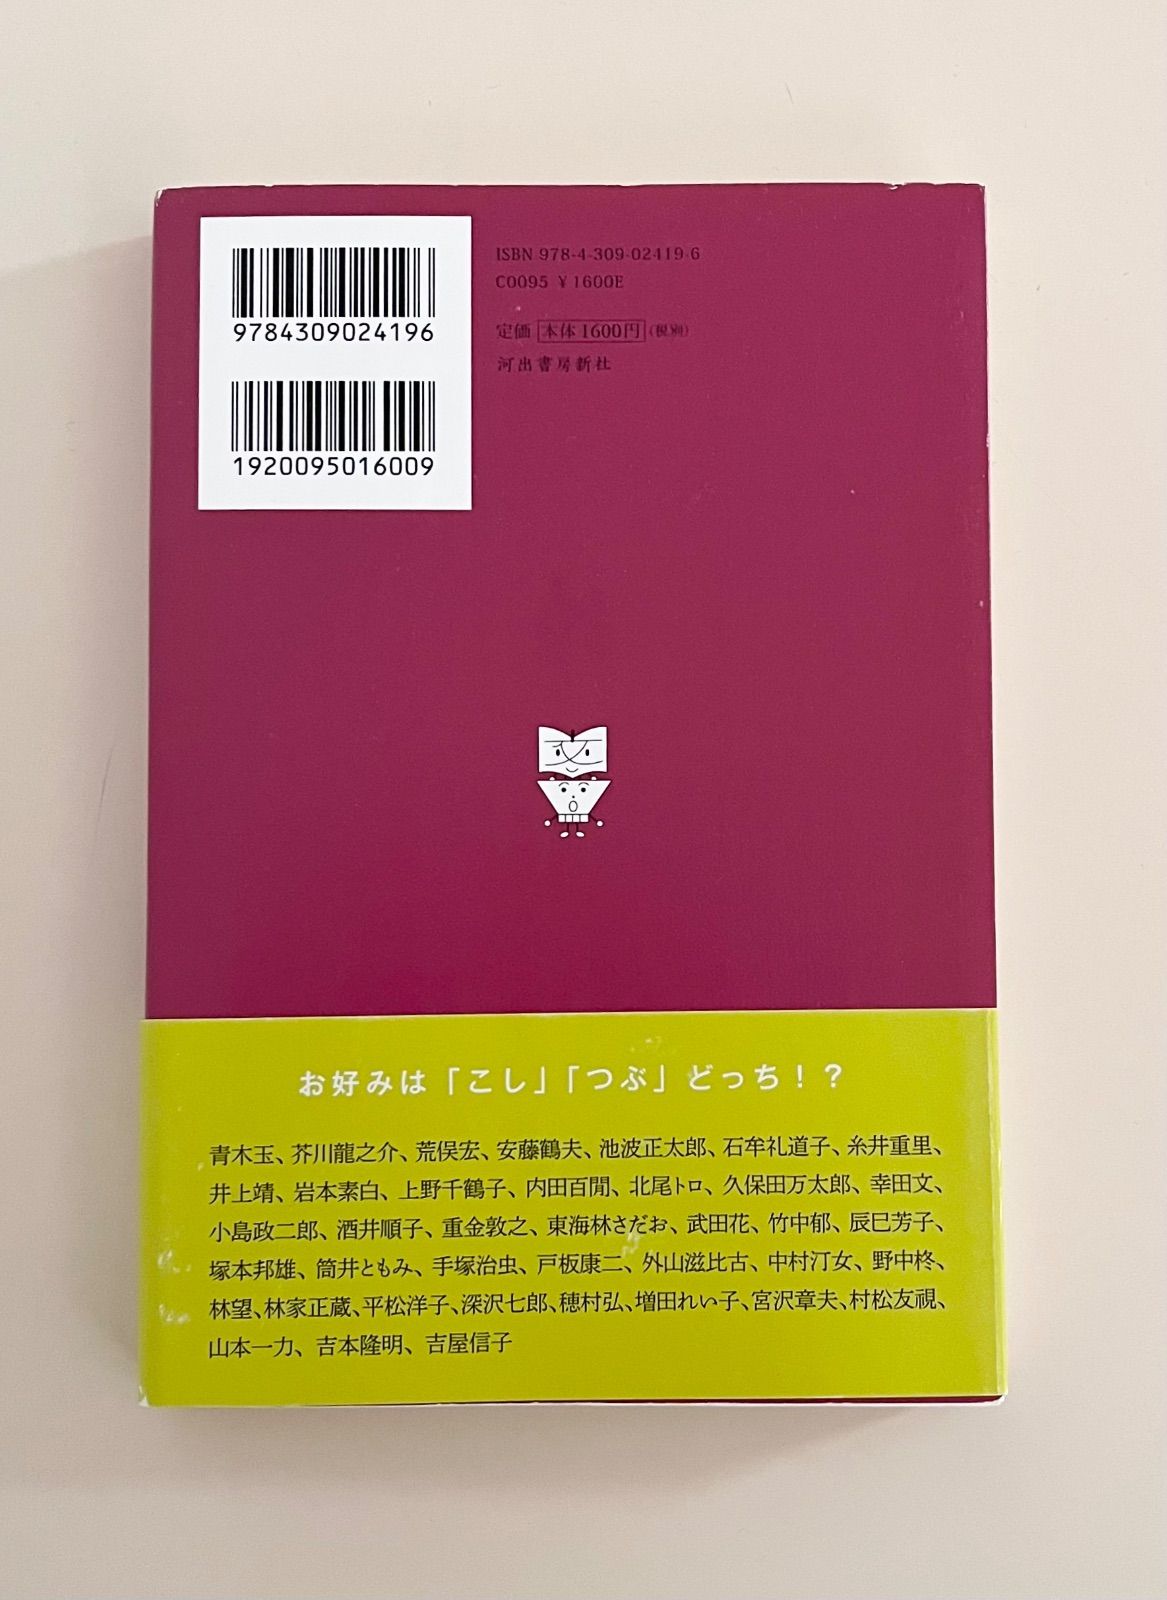 9784309024196
1920095016009
ISBN 978-4-309-02419-6
C0095 ¥1600E
定価 本体1600円 (税別)
河出書房新社
お好みは「こし」「つぶ」どっち！？
青木玉、芥川龍之介、荒俣宏、安藤鶴夫、池波正太郎、石牟礼道子、糸井重里、
井上靖、岩本素白、上野千鶴子、内田百閒、北尾トロ、久保田万太郎、幸田文、
小島政二郎、酒井順子、重金敦之、東海林さだお、武田花、竹中郁、辰巳芳子、
塚本邦雄、筒井ともみ、手塚治虫、戸板康二、外山滋比古、中村汀女、野中柊、
林望、林家正蔵、平松洋子、深沢七郎、穂村弘、増田れい子、宮沢章夫、村松友視、
山本一力、吉本隆明、吉屋信子